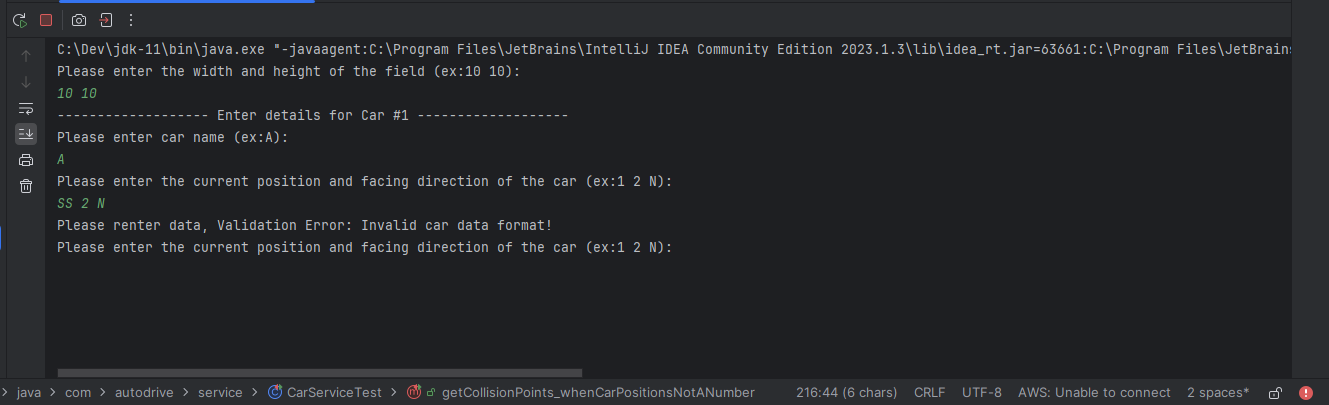 C:\Dev\jdk-11\bin\java.exe "-javaagent:C:\Program Files\JetBrains\IntelliJ IDEA Community Edition 2023.1.3\lib\idea_rt.jar=63661:C:\Program Files\JetBrains
Please enter the width and height of the field (ex:10 10):
10 10
------------------- Enter details for Car #1 -------------------
Please enter car name (ex:A):
A
Please enter the current position and facing direction of the car (ex:1 2 N):
SS 2 N
Please renter data, Validation Error: Invalid car data format!
Please enter the current position and facing direction of the car (ex:1 2 N):
java > com > autodrive > service > CarServiceTest > getCollisionPoints_whenCarPositionsNotANumber 216:44 (6 chars) CRLF UTF-8 AWS: Unable to connect 2 spaces*